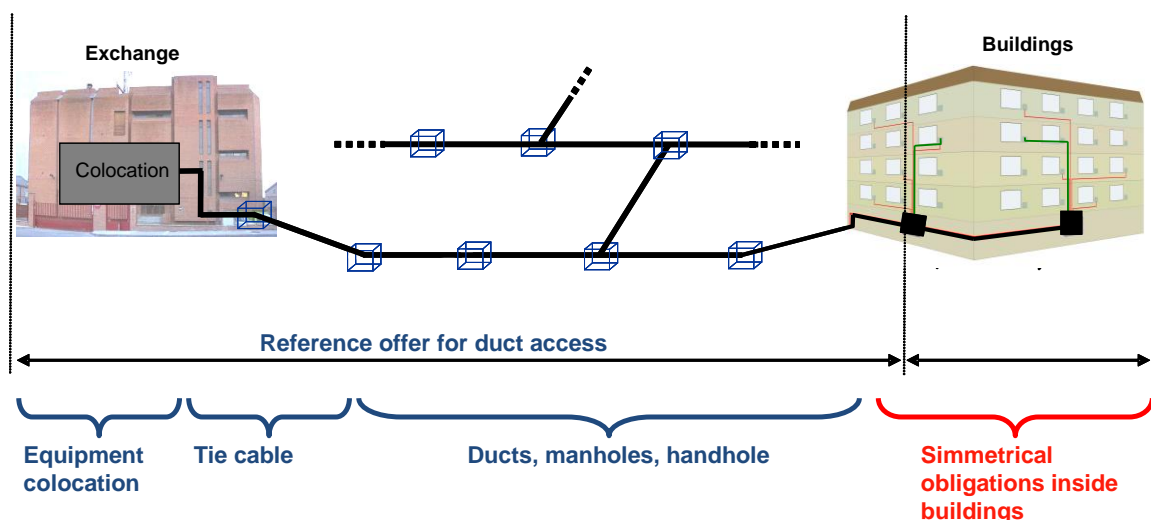 Exchange
Buildings
Colocation
Reference offer for duct access
Equipment
colocation
Tie cable
Ducts, manholes, handhole
Simmetrical
obligations inside
buildings